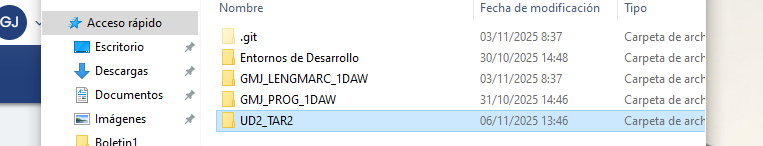 GJ
Acceso rápido
Escritorio
Descargas
Documentos
Imágenes
Boletin1
Nombre Fecha de modificación Tipo
.git 03/11/2025 8:37 Carpeta de arch
Entornos de Desarrollo 30/10/2025 14:48 Carpeta de arch
GMJ_LENGMARC_1DAW 03/11/2025 8:37 Carpeta de arch
GMJ_PROG_1DAW 31/10/2025 14:46 Carpeta de arch
UD2_TAR2 06/11/2025 13:46 Carpeta de arch